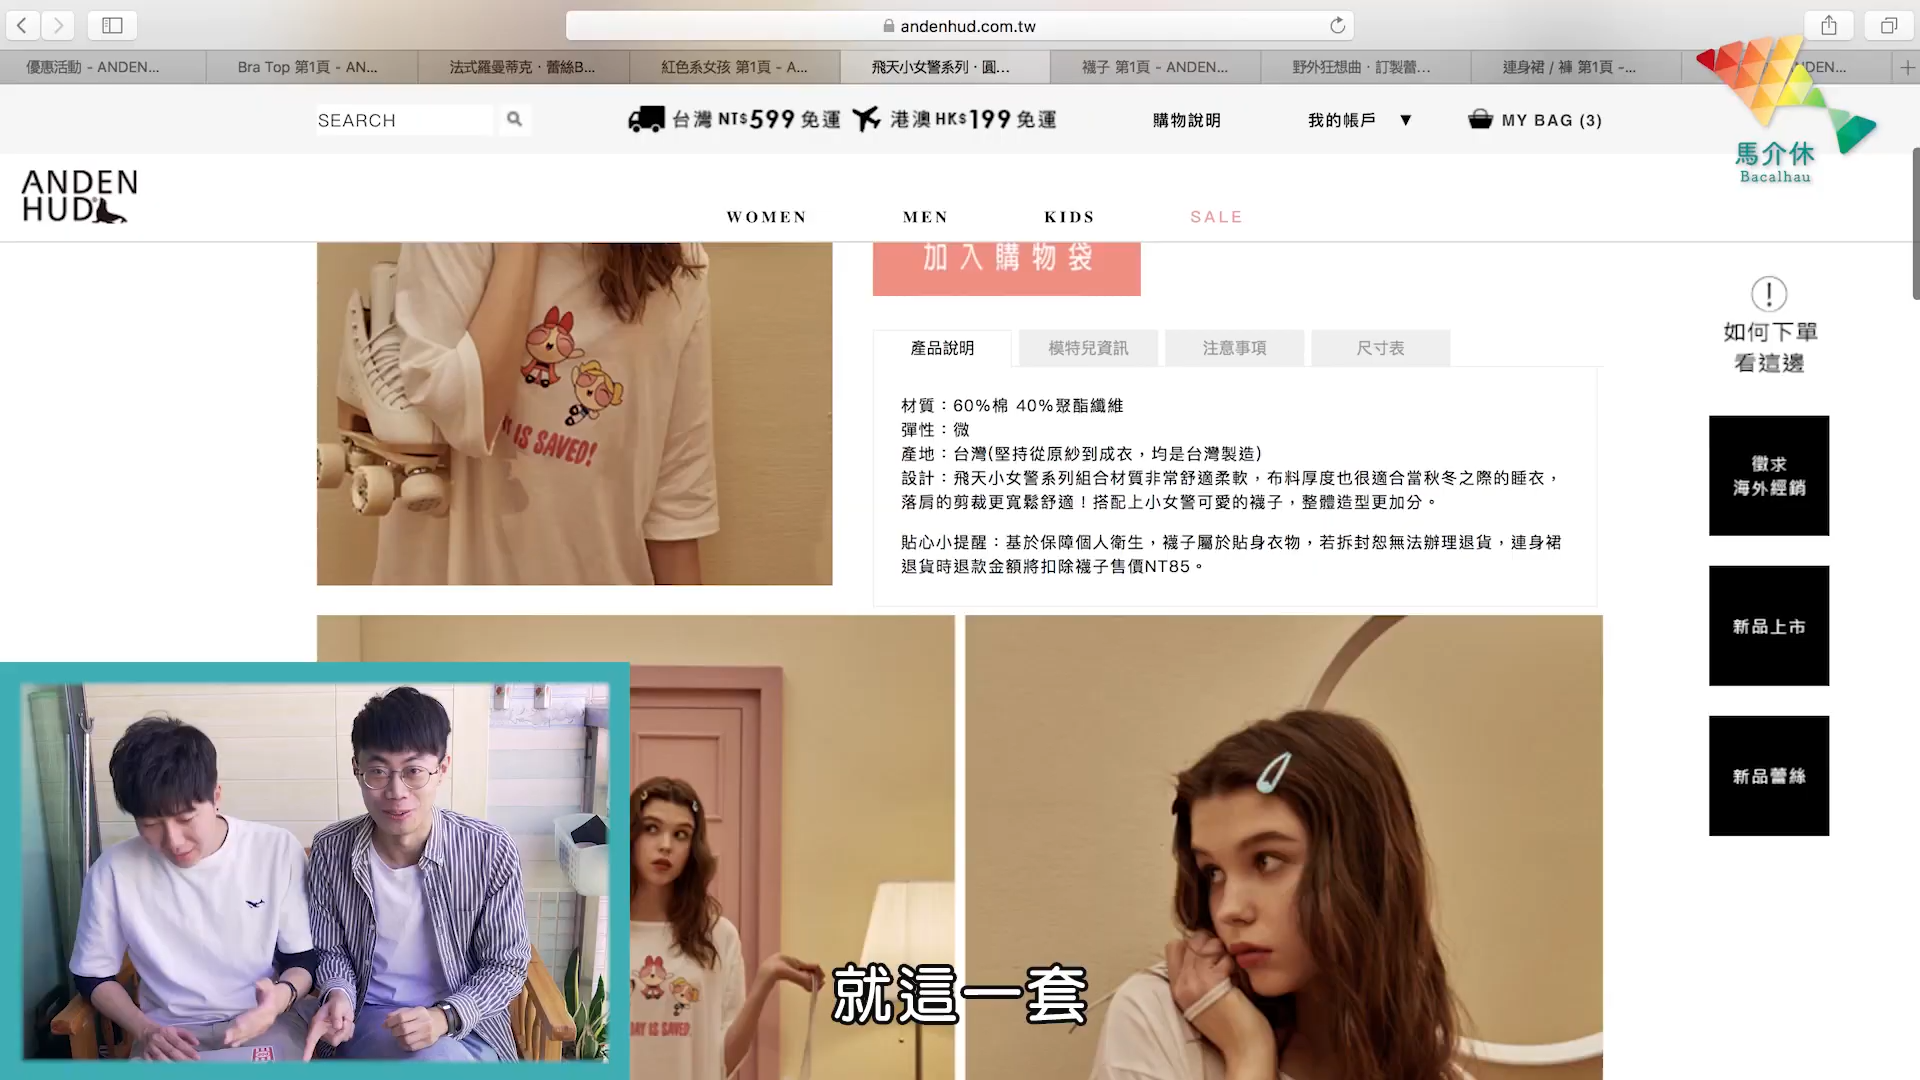 andenhud.com.tw
優惠活動 - ANDEN...
Bra Top 第1頁 - AN...
法式羅曼蒂克 · 蕾絲B...
紅色系女孩 第1頁 - A...
飛天小女警系列 · 圓...
襪子 第1頁 - ANDEN...
野外狂想曲 · 訂製蕾...
連身裙 / 褲 第1頁 -...
SEARCH
台灣 NT$599 免運
港澳 HK$199 免運
購物說明
我的帳戶 ▼
MY BAG (3)
馬介休
Bacalhau
ANDEN
HUD
WOMEN
MEN
KIDS
SALE
加入購物袋
IS SAVED!
產品說明
模特兒資訊
注意事項
尺寸表
材質：60%棉 40%聚酯纖維
彈性：微
產地：台灣(堅持從原紗到成衣，均是台灣製造)
設計：飛天小女警系列組合材質非常舒適柔軟，布料厚度也很適合當秋冬之際的睡衣，
落肩的剪裁更寬鬆舒適！搭配上小女警可愛的襪子，整體造型更加分。
貼心小提醒：基於保障個人衛生，襪子屬於貼身衣物，若拆封恕無法辦理退貨，連身裙
退貨時退款金額將扣除襪子售價NT85。
如何下單
看這邊
徵求
海外經銷
新品上市
新品蕾絲
DAY IS SAVED
就這一套